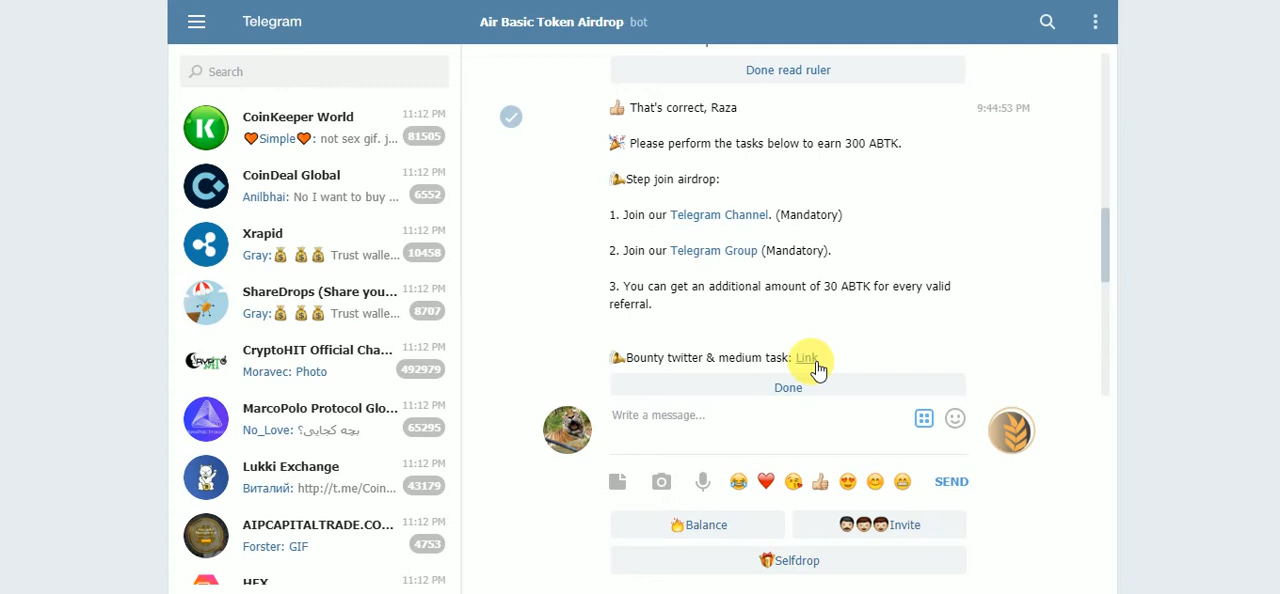 Telegram
Air Basic Token Airdrop bot
Search
CoinKeeper World 11:12 PM
🧡Simple🧡: not sex gif. j... 81505
CoinDeal Global 11:12 PM
Anilbhai: No I want to buy ... 6552
Xrapid 11:12 PM
Gray:💰 💰 💰 Trust walle... 10458
ShareDrops (Share you... 11:12 PM
Gray:💰 💰 💰 Trust walle... 8707
CryptoHIT Official Cha... 11:12 PM
Moravec: Photo 492979
MarcoPolo Protocol Glo... 11:12 PM
No_Love: بچه کجایی؟ 65295
Lukki Exchange 11:12 PM
Виталий: http://t.me/Coin... 43179
AIPCAPITALTRADE.CO... 11:12 PM
Forster: GIF 4753
HEX 11:12 PM
Done read ruler
👍 That's correct, Raza 9:44:53 PM
🎉 Please perform the tasks below to earn 300 ABTK.
Step join airdrop:
1. Join our Telegram Channel. (Mandatory)
2. Join our Telegram Group (Mandatory).
3. You can get an additional amount of 30 ABTK for every valid
referral.
Bounty twitter & medium task: Link
Done
Write a message...
SEND
🔥Balance
Invite
🎁Selfdrop